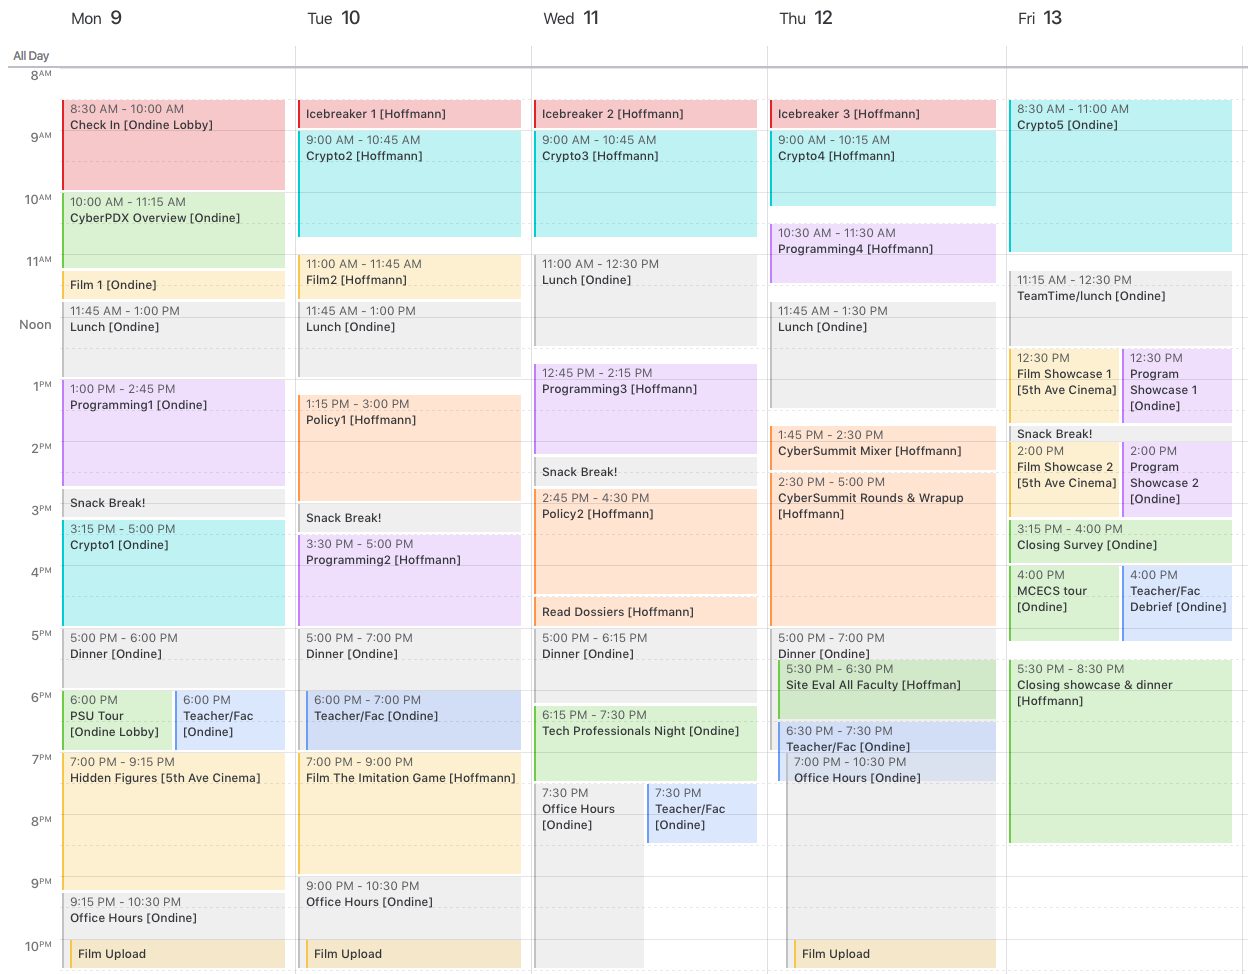 Mon 9
Tue 10
Wed 11
Thu 12
Fri 13
All Day
8AM
9AM
10AM
11AM
Noon
1PM
2PM
3PM
4PM
5PM
6PM
7PM
8PM
9PM
10PM
8:30 AM – 10:00 AM
Check In [Ondine Lobby]
10:00 AM – 11:15 AM
CyberPDX Overview [Ondine]
Film 1 [Ondine]
11:45 AM – 1:00 PM
Lunch [Ondine]
1:00 PM – 2:45 PM
Programming1 [Ondine]
Snack Break!
3:15 PM – 5:00 PM
Crypto1 [Ondine]
5:00 PM – 6:00 PM
Dinner [Ondine]
6:00 PM
PSU Tour
[Ondine Lobby]
6:00 PM
Teacher/Fac
[Ondine]
7:00 PM – 9:15 PM
Hidden Figures [5th Ave Cinema]
9:15 PM – 10:30 PM
Office Hours [Ondine]
Film Upload
Icebreaker 1 [Hoffmann]
9:00 AM – 10:45 AM
Crypto2 [Hoffmann]
11:00 AM – 11:45 AM
Film2 [Hoffmann]
11:45 AM – 1:00 PM
Lunch [Ondine]
1:15 PM – 3:00 PM
Policy1 [Hoffmann]
Snack Break!
3:30 PM – 5:00 PM
Programming2 [Hoffmann]
5:00 PM – 7:00 PM
Dinner [Ondine]
6:00 PM – 7:00 PM
Teacher/Fac [Ondine]
7:00 PM – 9:00 PM
Film The Imitation Game [Hoffmann]
9:00 PM – 10:30 PM
Office Hours [Ondine]
Film Upload
Icebreaker 2 [Hoffmann]
9:00 AM – 10:45 AM
Crypto3 [Hoffmann]
11:00 AM – 12:30 PM
Lunch [Ondine]
12:45 PM – 2:15 PM
Programming3 [Hoffmann]
Snack Break!
2:45 PM – 4:30 PM
Policy2 [Hoffmann]
Read Dossiers [Hoffmann]
5:00 PM – 6:15 PM
Dinner [Ondine]
6:15 PM – 7:30 PM
Tech Professionals Night [Ondine]
7:30 PM
Office Hours
[Ondine]
7:30 PM
Teacher/Fac
[Ondine]
Icebreaker 3 [Hoffmann]
9:00 AM – 10:15 AM
Crypto4 [Hoffmann]
10:30 AM – 11:30 AM
Programming4 [Hoffmann]
11:45 AM – 1:30 PM
Lunch [Ondine]
1:45 PM – 2:30 PM
CyberSummit Mixer [Hoffmann]
2:30 PM – 5:00 PM
CyberSummit Rounds & Wrapup
[Hoffmann]
5:00 PM – 7:00 PM
Dinner [Ondine]
5:30 PM – 6:30 PM
Site Eval All Faculty [Hoffman]
6:30 PM – 7:30 PM
Teacher/Fac [Ondine]
7:00 PM – 10:30 PM
Office Hours [Ondine]
Film Upload
8:30 AM – 11:00 AM
Crypto5 [Ondine]
11:15 AM – 12:30 PM
TeamTime/lunch [Ondine]
12:30 PM
Film Showcase 1
[5th Ave Cinema]
12:30 PM
Program
Showcase 1
[Ondine]
Snack Break!
2:00 PM
Film Showcase 2
[5th Ave Cinema]
2:00 PM
Program
Showcase 2
[Ondine]
3:15 PM – 4:00 PM
Closing Survey [Ondine]
4:00 PM
MCECS tour
[Ondine]
4:00 PM
Teacher/Fac
Debrief [Ondine]
5:30 PM – 8:30 PM
Closing showcase & dinner
[Hoffmann]